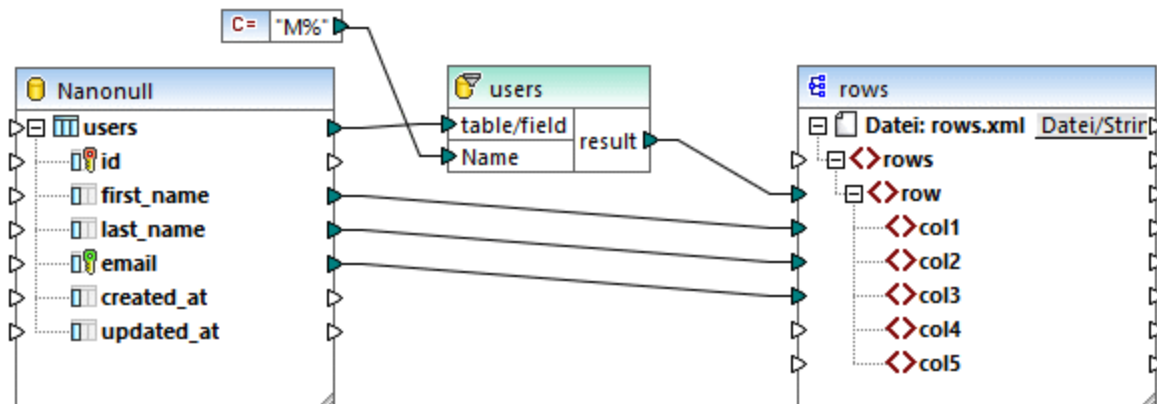 C= "M%"
Nanonull
users
id
first_name
last_name
email
created_at
updated_at
users
table/field
Name
result
rows
Datei: rows.xml Datei/Strin
rows
row
col1
col2
col3
col4
col5